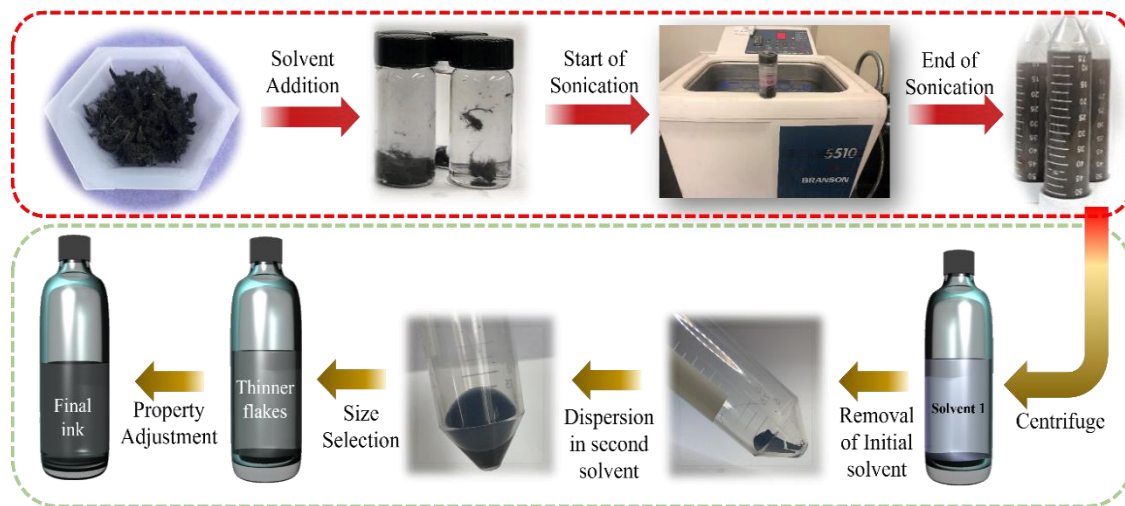 Solvent
Addition
Start of
Sonication
End of
Sonication
5510
BRANSON
Final
ink
Property
Adjustment
Thinner
flakes
Size
Selection
Dispersion
in second
solvent
Removal
of Initial
solvent
Solvent 1
Centrifuge